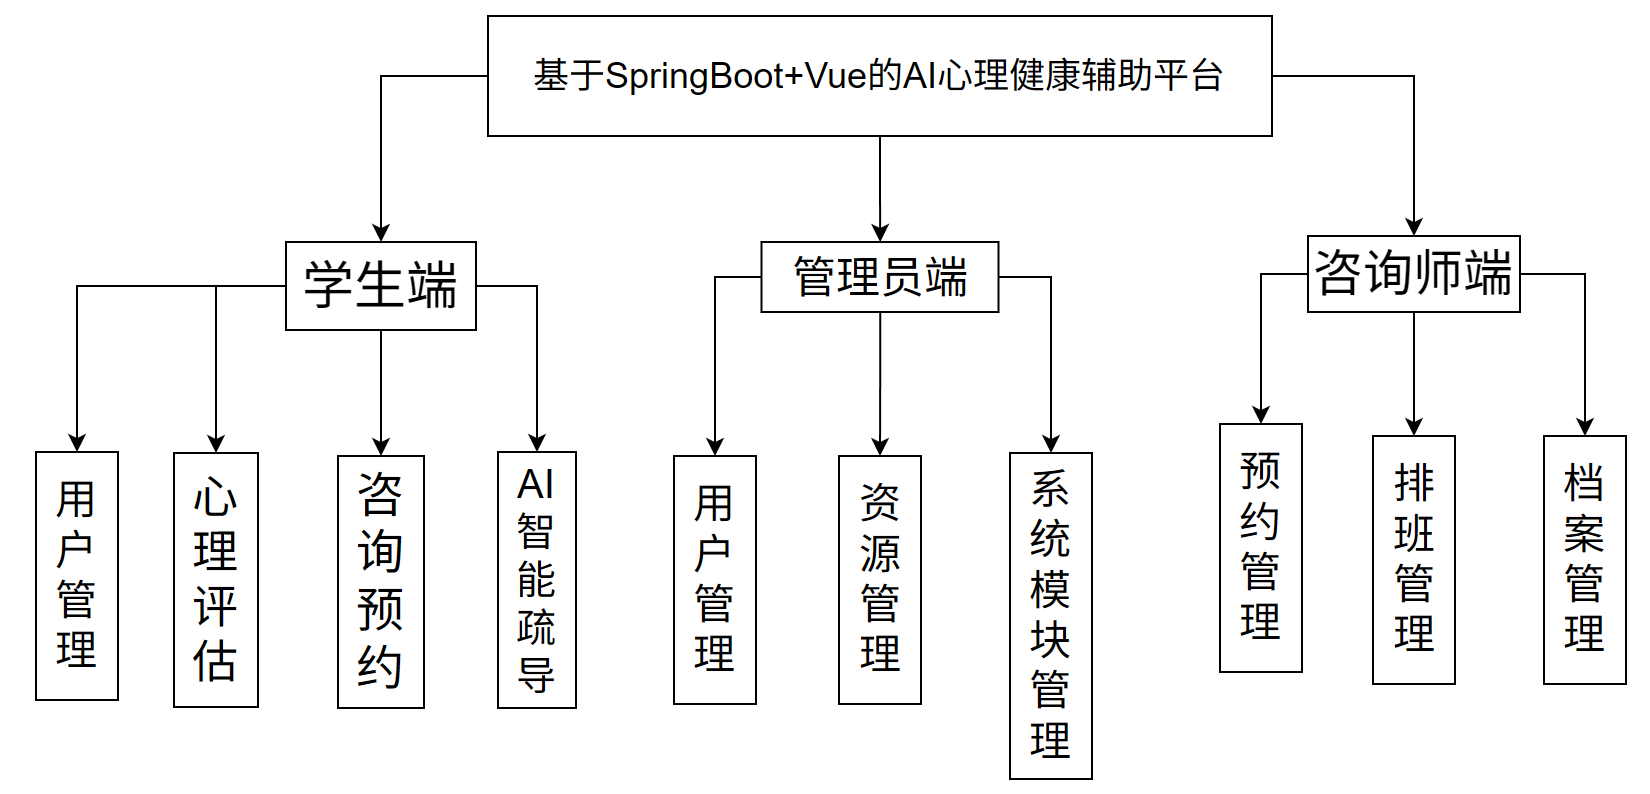 基于SpringBoot+Vue的AI心理健康辅助平台
学生端
管理员端
咨询师端
用户管理
心理评估
咨询预约
AI智能疏导
用户管理
资源管理
系统模块管理
预约管理
排班管理
档案管理